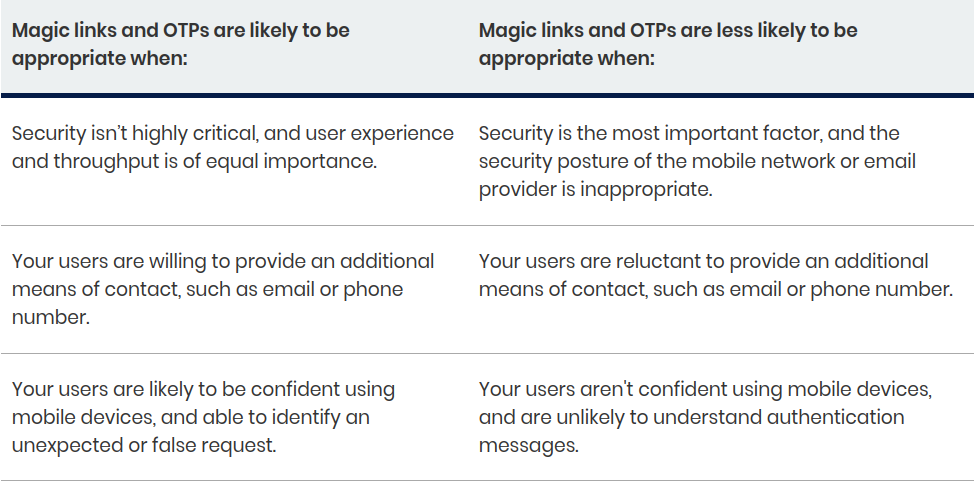 Magic links and OTPs are likely to be
appropriate when:
Magic links and OTPs are less likely to be
appropriate when:
Security isn’t highly critical, and user experience
and throughput is of equal importance.
Security is the most important factor, and the
security posture of the mobile network or email
provider is inappropriate.
Your users are willing to provide an additional
means of contact, such as email or phone
number.
Your users are reluctant to provide an additional
means of contact, such as email or phone number.
Your users are likely to be confident using
mobile devices, and able to identify an
unexpected or false request.
Your users aren't confident using mobile devices,
and are unlikely to understand authentication
messages.